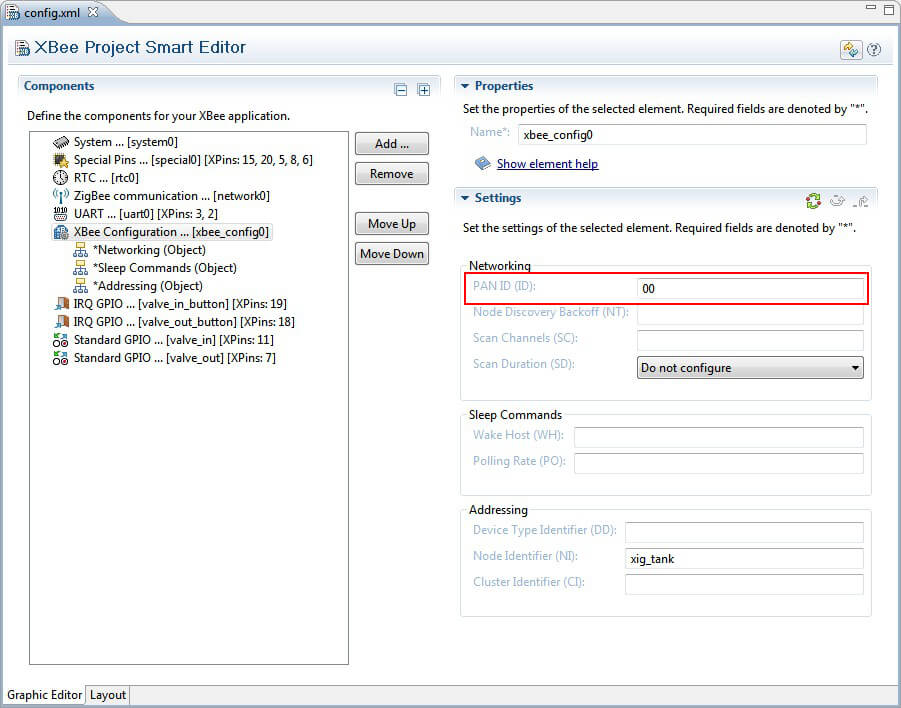 config.xml
XBee Project Smart Editor
Components
Define the components for your XBee application.
System ... [system0]
Special Pins ... [special0] [XPins: 15, 20, 5, 8, 6]
RTC ... [rtc0]
ZigBee communication ... [network0]
UART ... [uart0] [XPins: 3, 2]
XBee Configuration ... [xbee_config0]
*Networking (Object)
*Sleep Commands (Object)
*Addressing (Object)
IRQ GPIO ... [valve_in_button] [XPins: 19]
IRQ GPIO ... [valve_out_button] [XPins: 18]
Standard GPIO ... [valve_in] [XPins: 11]
Standard GPIO ... [valve_out] [XPins: 7]
Add ...
Remove
Move Up
Move Down
Properties
Set the properties of the selected element. Required fields are denoted by "*".
Name*: xbee_config0
Show element help
Settings
Set the settings of the selected element. Required fields are denoted by "*".
Networking
PAN ID (ID): 00
Node Discovery Backoff (NT):
Scan Channels (SC):
Scan Duration (SD): Do not configure
Sleep Commands
Wake Host (WH):
Polling Rate (PO):
Addressing
Device Type Identifier (DD):
Node Identifier (NI): xig_tank
Cluster Identifier (CI):
Graphic Editor Layout